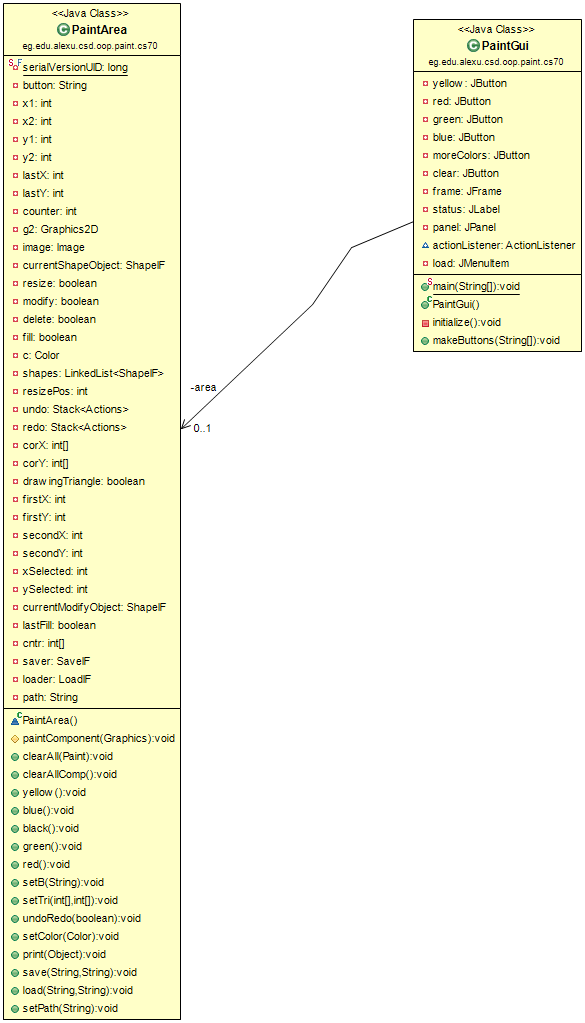 <<Java Class>>
PaintArea
eg.edu.alexu.csd.oop.paint.cs70
serialVersionUID: long
button: String
x1: int
x2: int
y1: int
y2: int
lastX: int
lastY: int
counter: int
g2: Graphics2D
image: Image
currentShapeObject: ShapeIF
resize: boolean
modify: boolean
delete: boolean
fill: boolean
c: Color
shapes: LinkedList<ShapeIF>
resizePos: int
undo: Stack<Actions>
redo: Stack<Actions>
corX: int[]
corY: int[]
drawingTriangle: boolean
firstX: int
firstY: int
secondX: int
secondY: int
xSelected: int
ySelected: int
currentModifyObject: ShapeIF
lastFill: boolean
cntr: int[]
saver: SaveIF
loader: LoadIF
path: String
PaintArea()
paintComponent(Graphics):void
clearAll(Paint):void
clearAllComp():void
yellow():void
blue():void
black():void
green():void
red():void
setB(String):void
setTri(int[],int[]):void
undoRedo(boolean):void
setColor(Color):void
print(Object):void
save(String,String):void
load(String,String):void
setPath(String):void
-area
0..1
<<Java Class>>
PaintGui
eg.edu.alexu.csd.oop.paint.cs70
yellow: JButton
red: JButton
green: JButton
blue: JButton
moreColors: JButton
clear: JButton
frame: JFrame
status: JLabel
panel: JPanel
actionListener: ActionListener
load: JMenuItem
main(String[]):void
PaintGui()
initialize():void
makeButtons(String[]):void